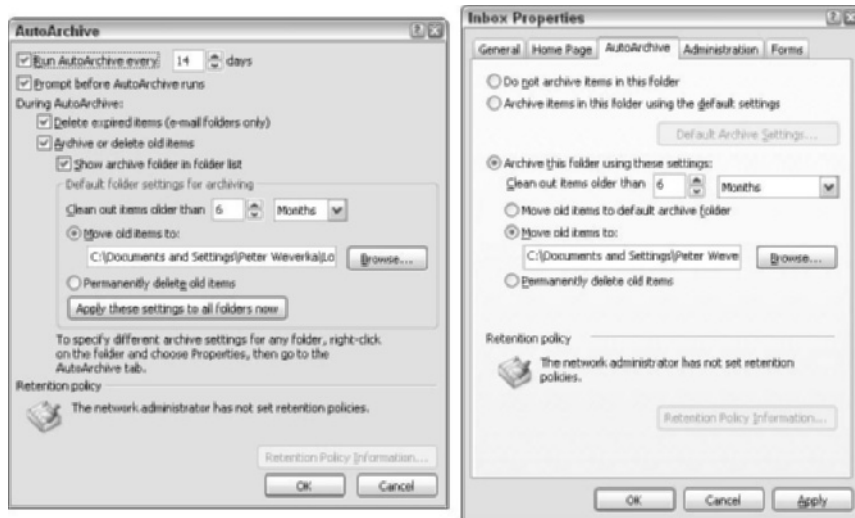 AutoArchive
Run AutoArchive every 14 days
Prompt before AutoArchive runs
During AutoArchive:
Delete expired items (e-mail folders only)
Archive or delete old items
Show archive folder in folder list
Default folder settings for archiving
Clean out items older than 6 Months
Move old items to:
C:\Documents and Settings\Peter Weverka\Lo Browse...
Permanently delete old items
Apply these settings to all folders now
To specify different archive settings for any folder, right-click
on the folder and choose Properties, then go to the
AutoArchive tab.
Retention policy
The network administrator has not set retention policies.
Retention Policy Information...
OK Cancel
Inbox Properties
General Home Page AutoArchive Administration Forms
Do not archive items in this folder
Archive items in this folder using the default settings
Default Archive Settings...
Archive this folder using these settings:
Clean out items older than 6 Months
Move old items to default archive folder
Move old items to:
C:\Documents and Settings\Peter Weve Browse...
Permanently delete old items
Retention policy
The network administrator has not set retention
policies.
Retention Policy Information...
OK Cancel Apply